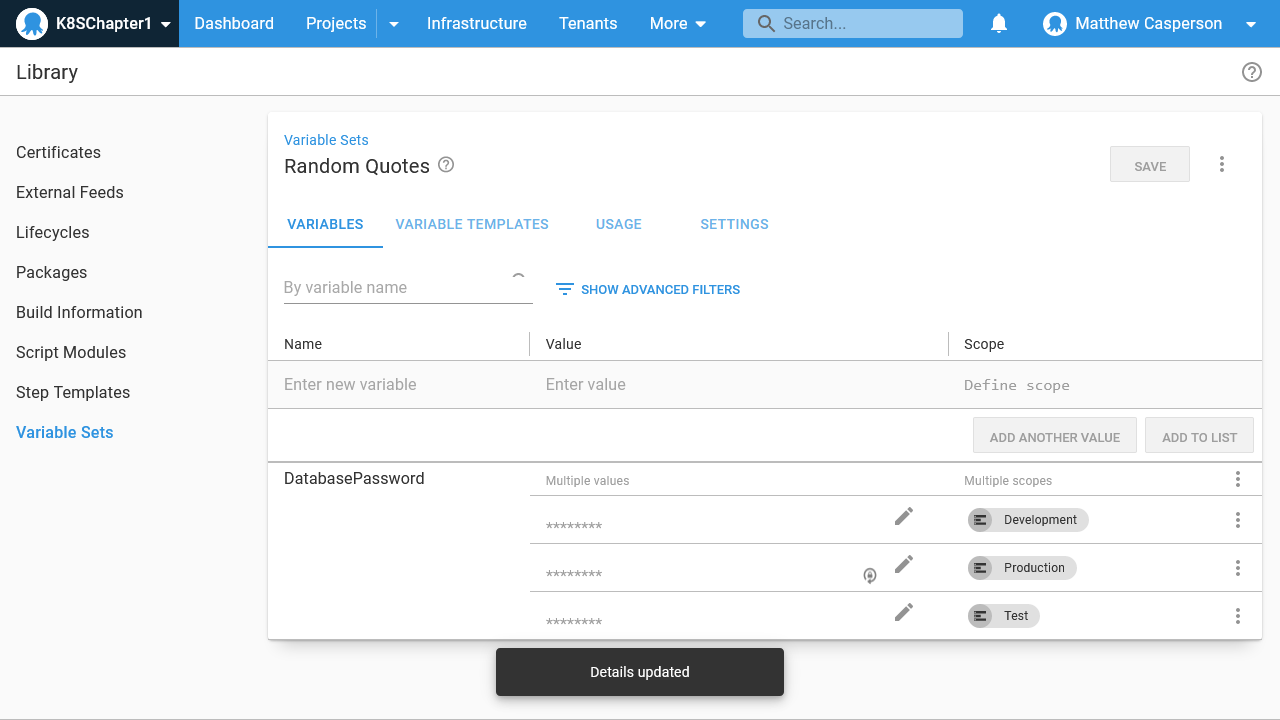 K8SChapter1 Dashboard Projects Infrastructure Tenants More Search... Matthew Casperson
Library
Certificates
External Feeds
Lifecycles
Packages
Build Information
Script Modules
Step Templates
Variable Sets
Variable Sets
Random Quotes
SAVE
VARIABLES VARIABLE TEMPLATES USAGE SETTINGS
By variable name SHOW ADVANCED FILTERS
Name Value Scope
Enter new variable Enter value Define scope
ADD ANOTHER VALUE ADD TO LIST
DatabasePassword Multiple values Multiple scopes
******** Development
******** Production
******** Test
Details updated